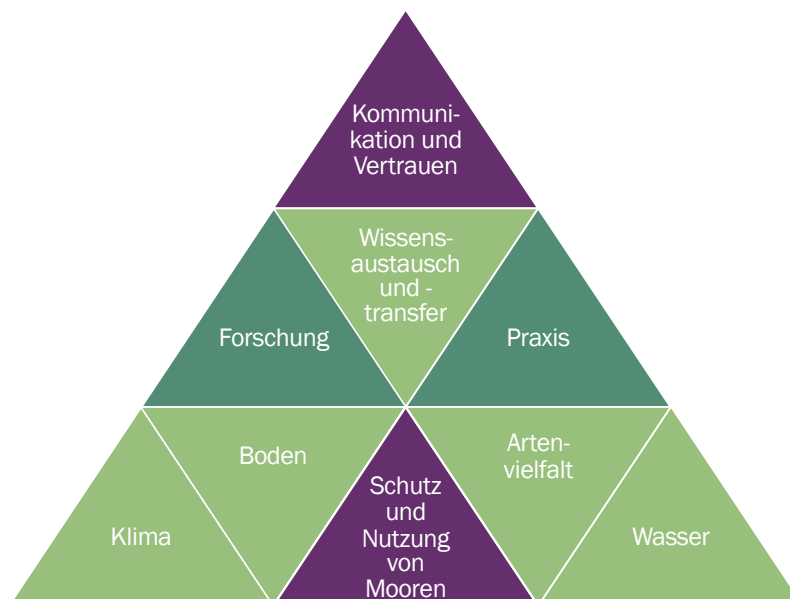 Kommuni-
kation und
Vertrauen
Wissens-
austausch
und -
transfer
Forschung
Praxis
Boden
Arten-
vielfalt
Klima
Schutz
und
Nutzung
von
Mooren
Wasser